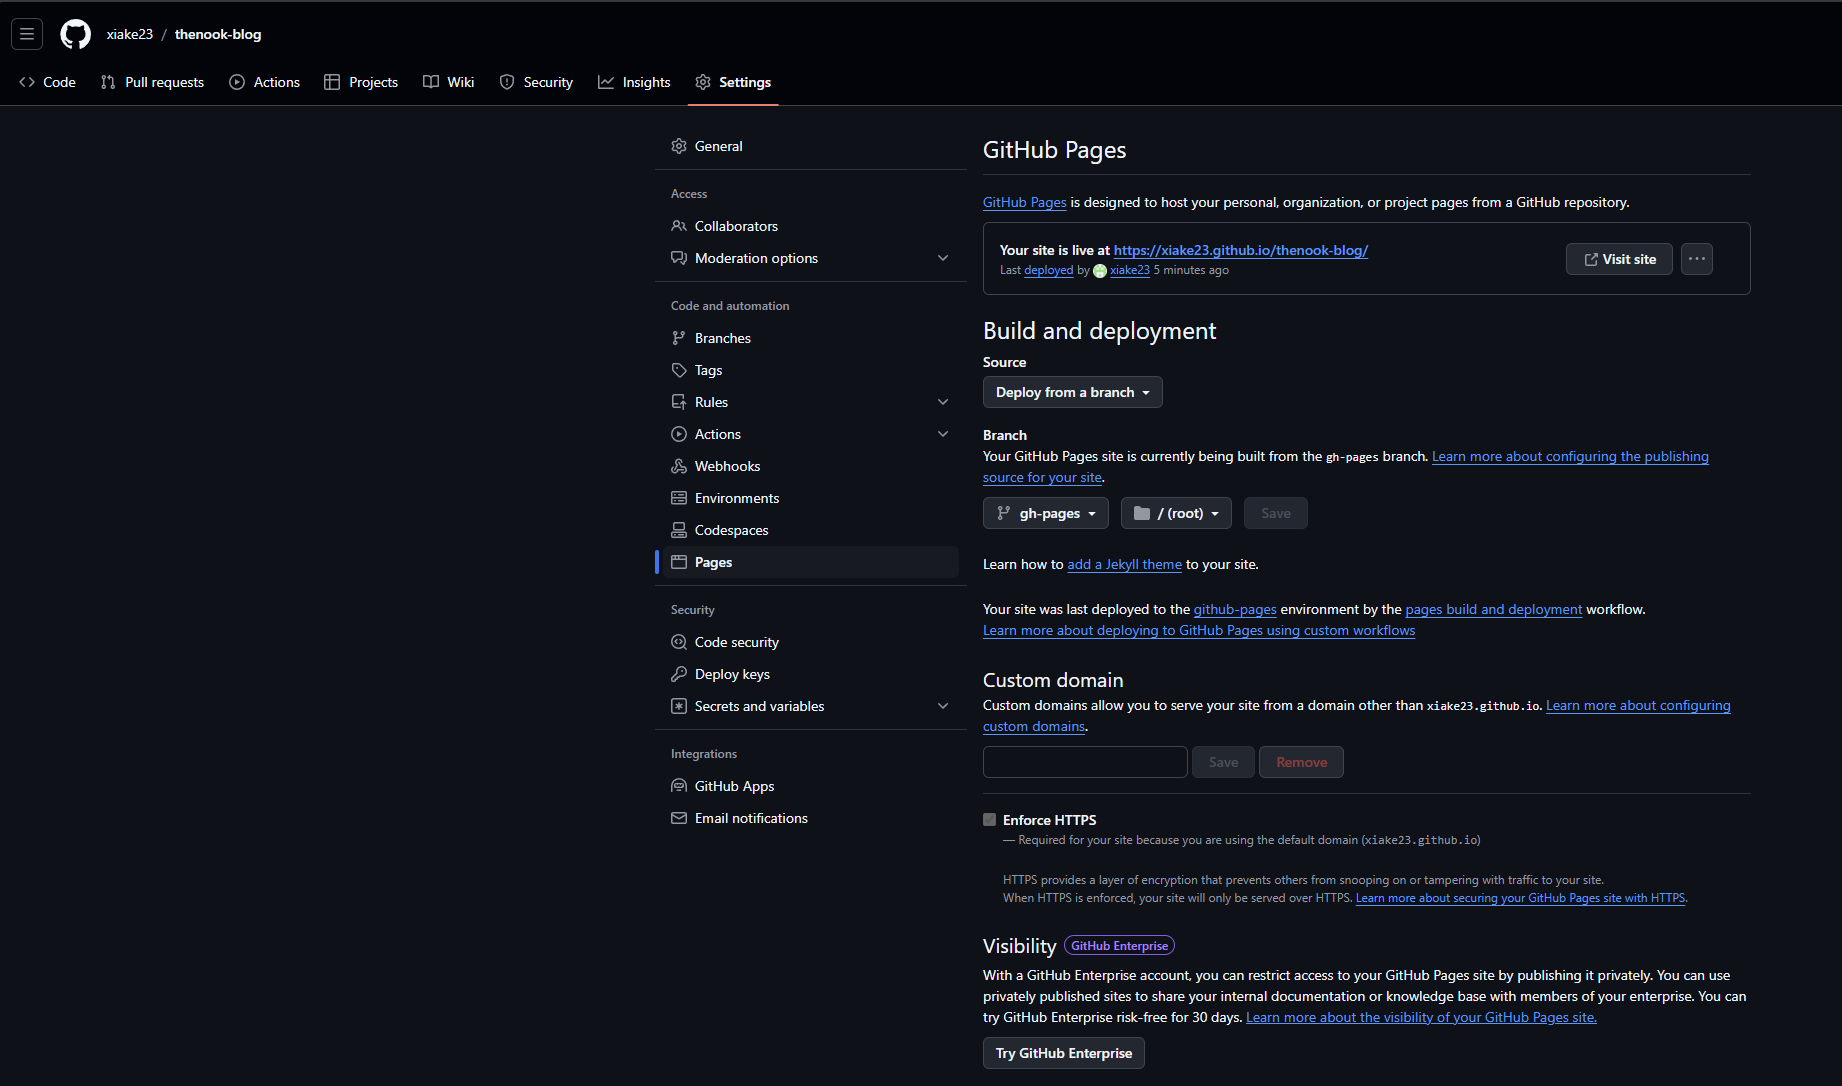 xiake23 / thenook-blog
Code Pull requests Actions Projects Wiki Security Insights Settings
General
Access
Collaborators
Moderation options
Code and automation
Branches
Tags
Rules
Actions
Webhooks
Environments
Codespaces
Pages
Security
Code security
Deploy keys
Secrets and variables
Integrations
GitHub Apps
Email notifications
GitHub Pages
GitHub Pages is designed to host your personal, organization, or project pages from a GitHub repository.
Your site is live at https://xiake23.github.io/thenook-blog/
Last deployed by xiake23 5 minutes ago
Visit site
Build and deployment
Source
Deploy from a branch
Branch
Your GitHub Pages site is currently being built from the gh-pages branch. Learn more about configuring the publishing
source for your site.
gh-pages / (root) Save
Learn how to add a Jekyll theme to your site.
Your site was last deployed to the github-pages environment by the pages build and deployment workflow.
Learn more about deploying to GitHub Pages using custom workflows
Custom domain
Custom domains allow you to serve your site from a domain other than xiake23.github.io. Learn more about configuring
custom domains.
Save Remove
Enforce HTTPS
— Required for your site because you are using the default domain (xiake23.github.io)
HTTPS provides a layer of encryption that prevents others from snooping on or tampering with traffic to your site.
When HTTPS is enforced, your site will only be served over HTTPS. Learn more about securing your GitHub Pages site with HTTPS.
Visibility GitHub Enterprise
With a GitHub Enterprise account, you can restrict access to your GitHub Pages site by publishing it privately. You can use
privately published sites to share your internal documentation or knowledge base with members of your enterprise. You can
try GitHub Enterprise risk-free for 30 days. Learn more about the visibility of your GitHub Pages site.
Try GitHub Enterprise